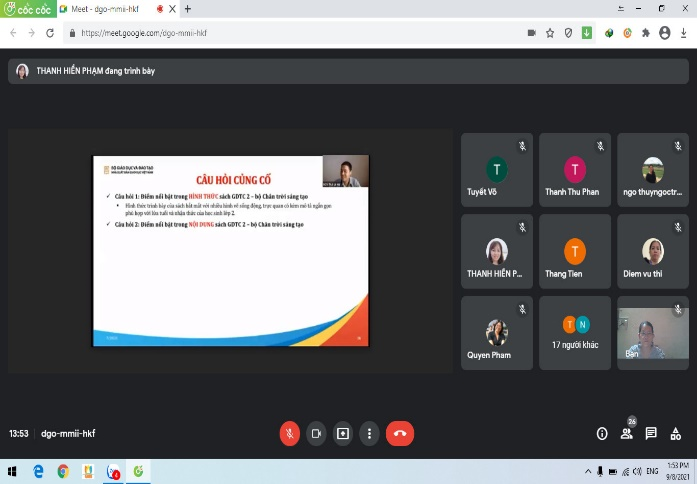 cốc cốc
Meet - dgo-mmii-hkf
https://meet.google.com/dgo-mmii-hkf
THANH HIỀN PHẠM đang trình bày
BỘ GIÁO DỤC VÀ ĐÀO TẠO
NHÀ XUẤT BẢN GIÁO DỤC VIỆT NAM
CÂU HỎI CỦNG CỐ
Câu hỏi 1: Điểm nổi bật trong HÌNH THỨC sách GDTC 2 – bộ Chân trời sáng tạo
Hình thức trình bày của sách bắt mắt với nhiều hình vẽ sống động, trực quan có kèm mô tả ngắn gọn
phù hợp với lứa tuổi và nhận thức của học sinh lớp 2.
Câu hỏi 2: Điểm nổi bật trong NỘI DUNG sách GDTC 2 – bộ Chân trời sáng tạo
T
Tuyết Võ
T
Thanh Thu Phan
ngo thuyngoctr...
THANH HIỀN P...
T
Thang Tien
Diem vu thi
Quyen Pham
T N
17 người khác
Bạn
13:53
dgo-mmii-hkf
26
4
ENG
1:53 PM
9/8/2021